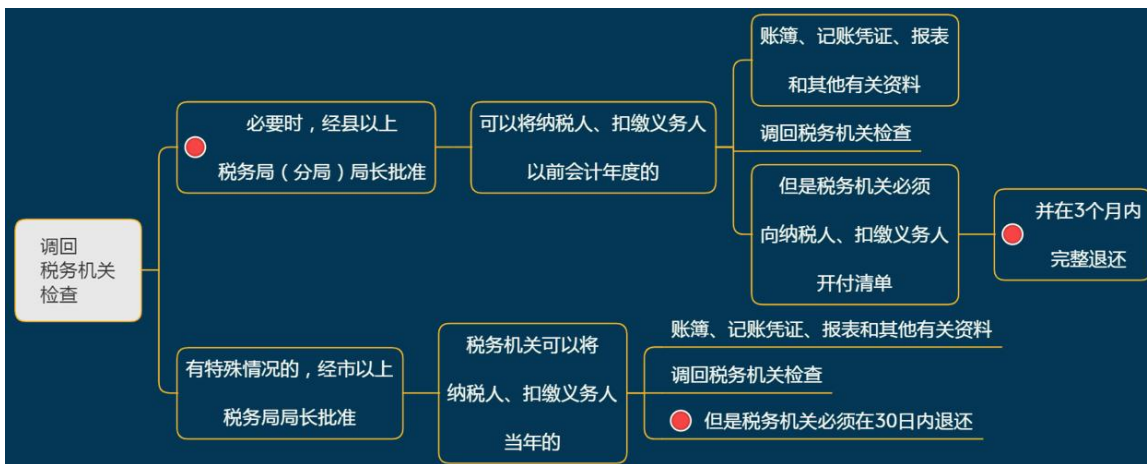 调回
税务机关
检查
必要时，经县以上
税务局（分局）局长批准
可以将纳税人、扣缴义务人
以前会计年度的
账簿、记账凭证、报表
和其他有关资料
调回税务机关检查
但是税务机关必须
向纳税人、扣缴义务人
开付清单
并在3个月内
完整退还
有特殊情况的，经市以上
税务局局长批准
税务机关可以将
纳税人、扣缴义务人
当年的
账簿、记账凭证、报表和其他有关资料
调回税务机关检查
但是税务机关必须在30日内退还